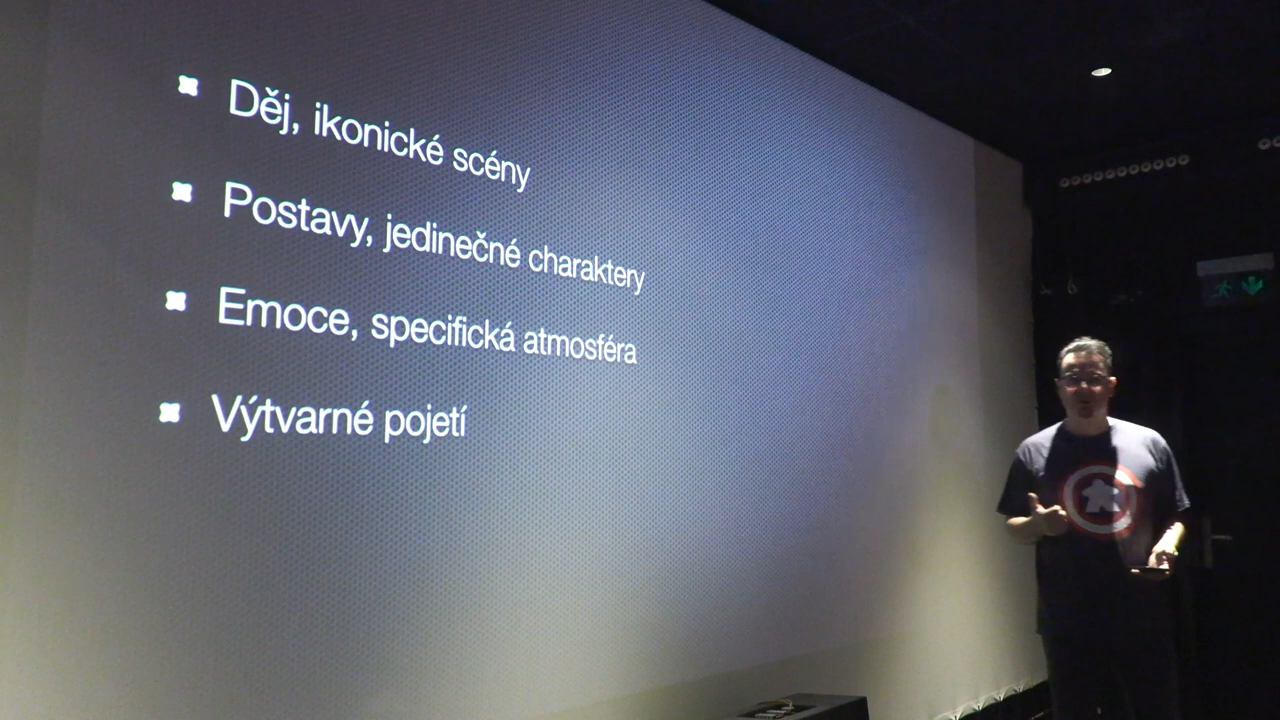 Děj, ikonické scény
Postavy, jedinečné charaktery
Emoce, specifická atmosféra
Výtvarné pojetí